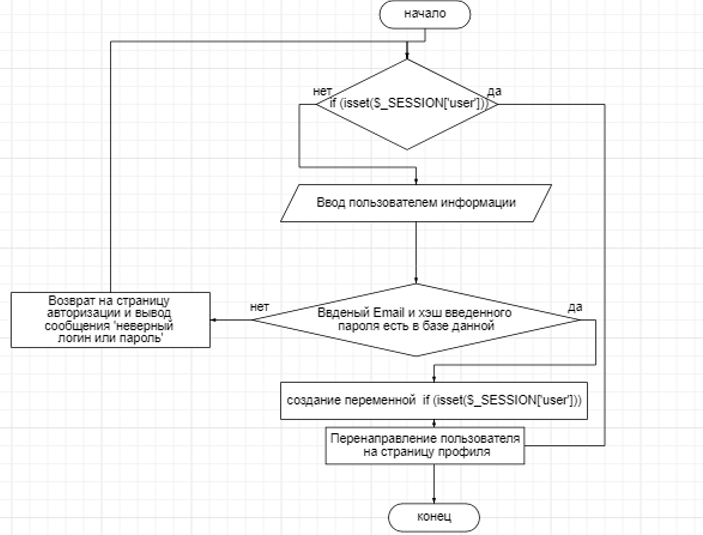 начало
нет
да
if (isset($_SESSION['user']))
Ввод пользователем информации
нет
да
Введеный Email и хэш введенного
пароля есть в базе данной
Возврат на страницу
авторизации и вывод
сообщения 'неверный
логин или пароль'
создание переменной if (isset($_SESSION['user']))
Перенаправление пользователя
на страницу профиля
конец